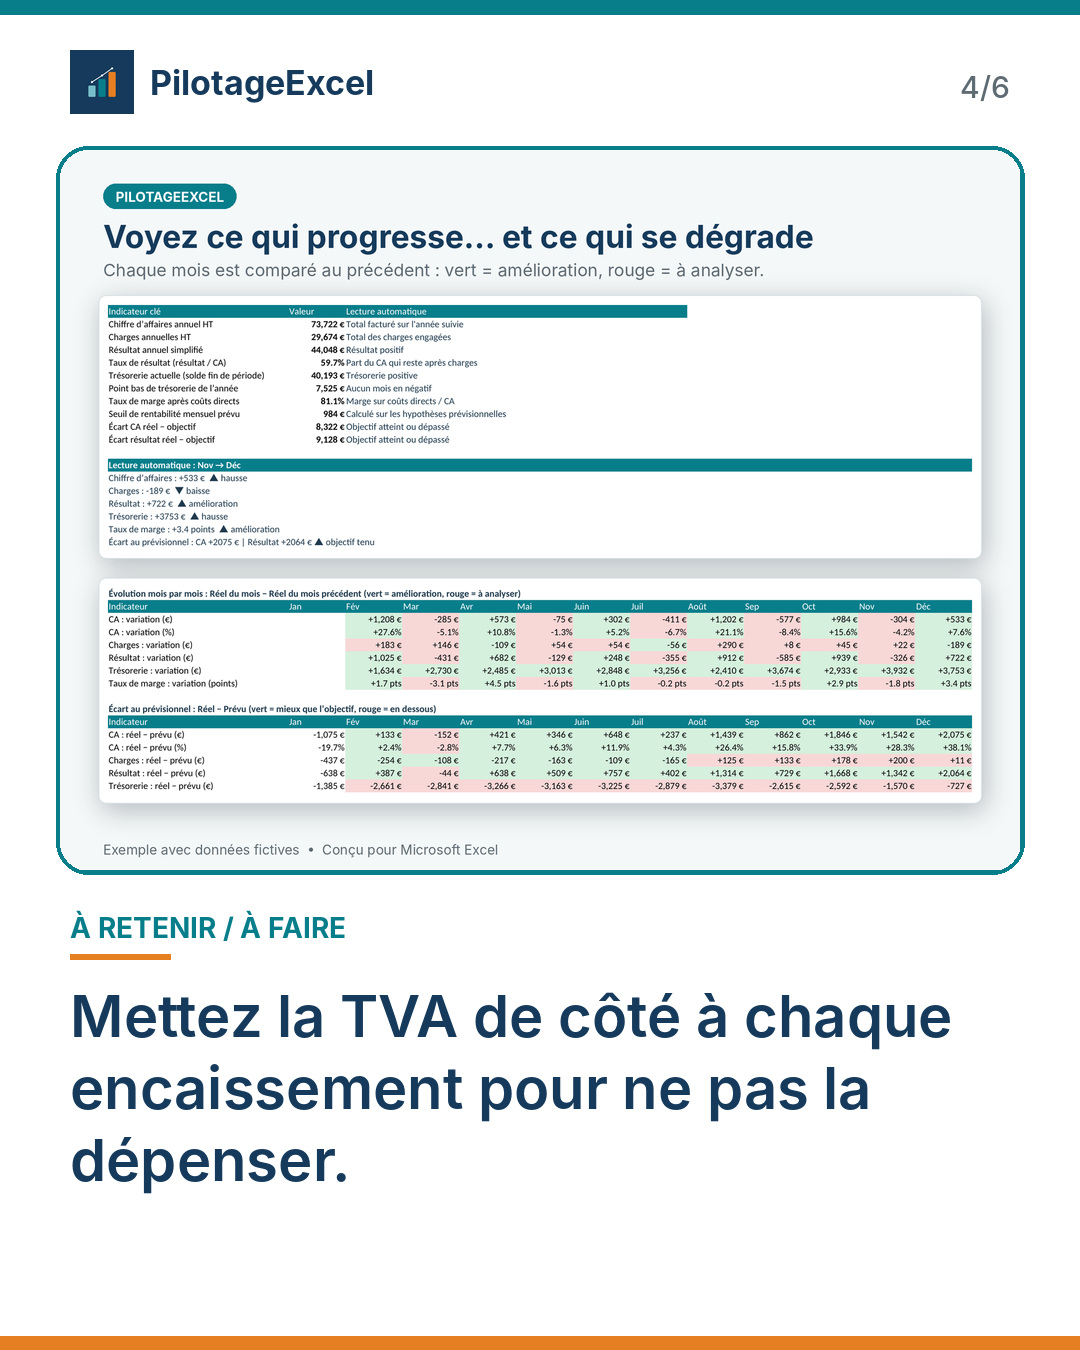 PilotageExcel
4/6
PILOTAGEEXCEL
Voyez ce qui progresse... et ce qui se dégrade
Chaque mois est comparé au précédent : vert = amélioration, rouge = à analyser.
Indicateur clé Valeur Lecture automatique
Chiffre d'affaires annuel HT 73,722 € Total facturé sur l'année suivie
Charges annuelles HT 29,674 € Total des charges engagées
Résultat annuel simplifié 44,048 € Résultat positif
Taux de résultat (résultat / CA) 59.7% Part du CA qui reste après charges
Trésorerie actuelle (solde fin de période) 40,193 € Trésorerie positive
Point bas de trésorerie de l'année 7,525 € Aucun mois en négatif
Taux de marge après coûts directs 81.1% Marge sur coûts directs / CA
Seuil de rentabilité mensuel prévu 984 € Calculé sur les hypothèses prévisionnelles
Écart CA réel − objectif 8,322 € Objectif atteint ou dépassé
Écart résultat réel − objectif 9,128 € Objectif atteint ou dépassé
Lecture automatique : Nov → Déc
Chiffre d'affaires : +533 € ▲ hausse
Charges : -189 € ▼ baisse
Résultat : +722 € ▲ amélioration
Trésorerie : +3753 € ▲ hausse
Taux de marge : +3.4 points ▲ amélioration
Écart au prévisionnel : CA +2075 € | Résultat +2064 € ▲ objectif tenu
Évolution mois par mois : Réel du mois − Réel du mois précédent (vert = amélioration, rouge = à analyser)
Indicateur Jan Fév Mar Avr Mai Juin Juil Août Sep Oct Nov Déc
CA : variation (€) +1,208 € -285 € +573 € -75 € +302 € -411 € +1,202 € -577 € +984 € -304 € +533 €
CA : variation (%) +27.6% -5.1% +10.8% -1.3% +5.2% -6.7% +21.1% -8.4% +15.6% -4.2% +7.6%
Charges : variation (€) +183 € +146 € -109 € +54 € +54 € -56 € +290 € +8 € +45 € +22 € -189 €
Résultat : variation (€) +1,025 € -431 € +682 € -129 € +248 € -355 € +912 € -585 € +939 € -326 € +722 €
Trésorerie : variation (€) +1,634 € +2,730 € +2,485 € +3,013 € +2,848 € +3,256 € +2,410 € +3,674 € +2,933 € +3,932 € +3,753 €
Taux de marge : variation (points) +1.7 pts -3.1 pts +4.5 pts -1.6 pts +1.0 pts -0.2 pts -0.2 pts -1.5 pts +2.9 pts -1.8 pts +3.4 pts
Écart au prévisionnel : Réel − Prévu (vert = mieux que l'objectif, rouge = en dessous)
Indicateur Jan Fév Mar Avr Mai Juin Juil Août Sep Oct Nov Déc
CA : réel − prévu (€) -1,075 € +133 € -152 € +421 € +346 € +648 € +237 € +1,439 € +862 € +1,846 € +1,542 € +2,075 €
CA : réel − prévu (%) -19.7% +2.4% -2.8% +7.7% +6.3% +11.9% +4.3% +26.4% +15.8% +33.9% +28.3% +38.1%
Charges : réel − prévu (€) -437 € -254 € -108 € -217 € -163 € -109 € -165 € +125 € +133 € +178 € +200 € +11 €
Résultat : réel − prévu (€) -638 € +387 € -44 € +638 € +509 € +757 € +402 € +1,314 € +729 € +1,668 € +1,342 € +2,064 €
Trésorerie : réel − prévu (€) -1,385 € -2,661 € -2,841 € -3,266 € -3,163 € -3,225 € -2,879 € -3,379 € -2,615 € -2,592 € -1,570 € -727 €
Exemple avec données fictives • Conçu pour Microsoft Excel
À RETENIR / À FAIRE
Mettez la TVA de côté à chaque
encaissement pour ne pas la
dépenser.